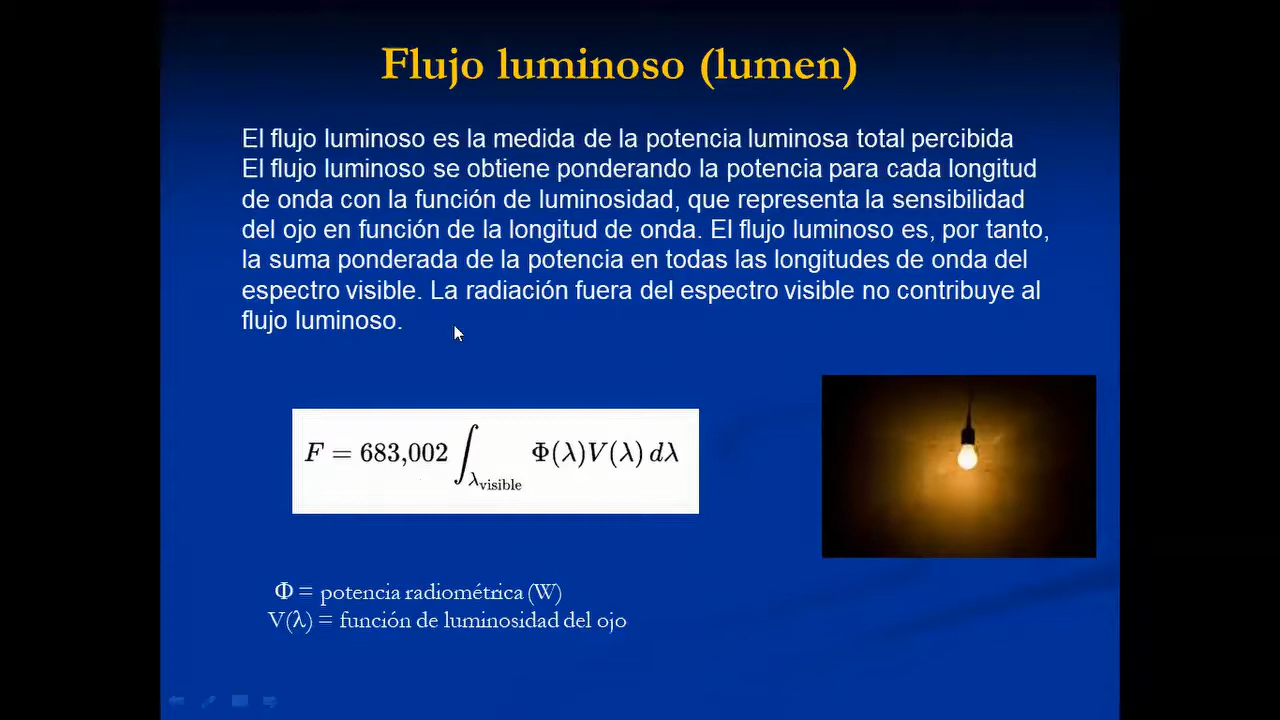 Flujo luminoso (lumen)
El flujo luminoso es la medida de la potencia luminosa total percibida
El flujo luminoso se obtiene ponderando la potencia para cada longitud
de onda con la función de luminosidad, que representa la sensibilidad
del ojo en función de la longitud de onda. El flujo luminoso es, por tanto,
la suma ponderada de la potencia en todas las longitudes de onda del
espectro visible. La radiación fuera del espectro visible no contribuye al
flujo luminoso.
F = 683,002 ∫_{λ_visible} Φ(λ)V(λ) dλ
Φ = potencia radiométrica (W)
V(λ) = función de luminosidad del ojo